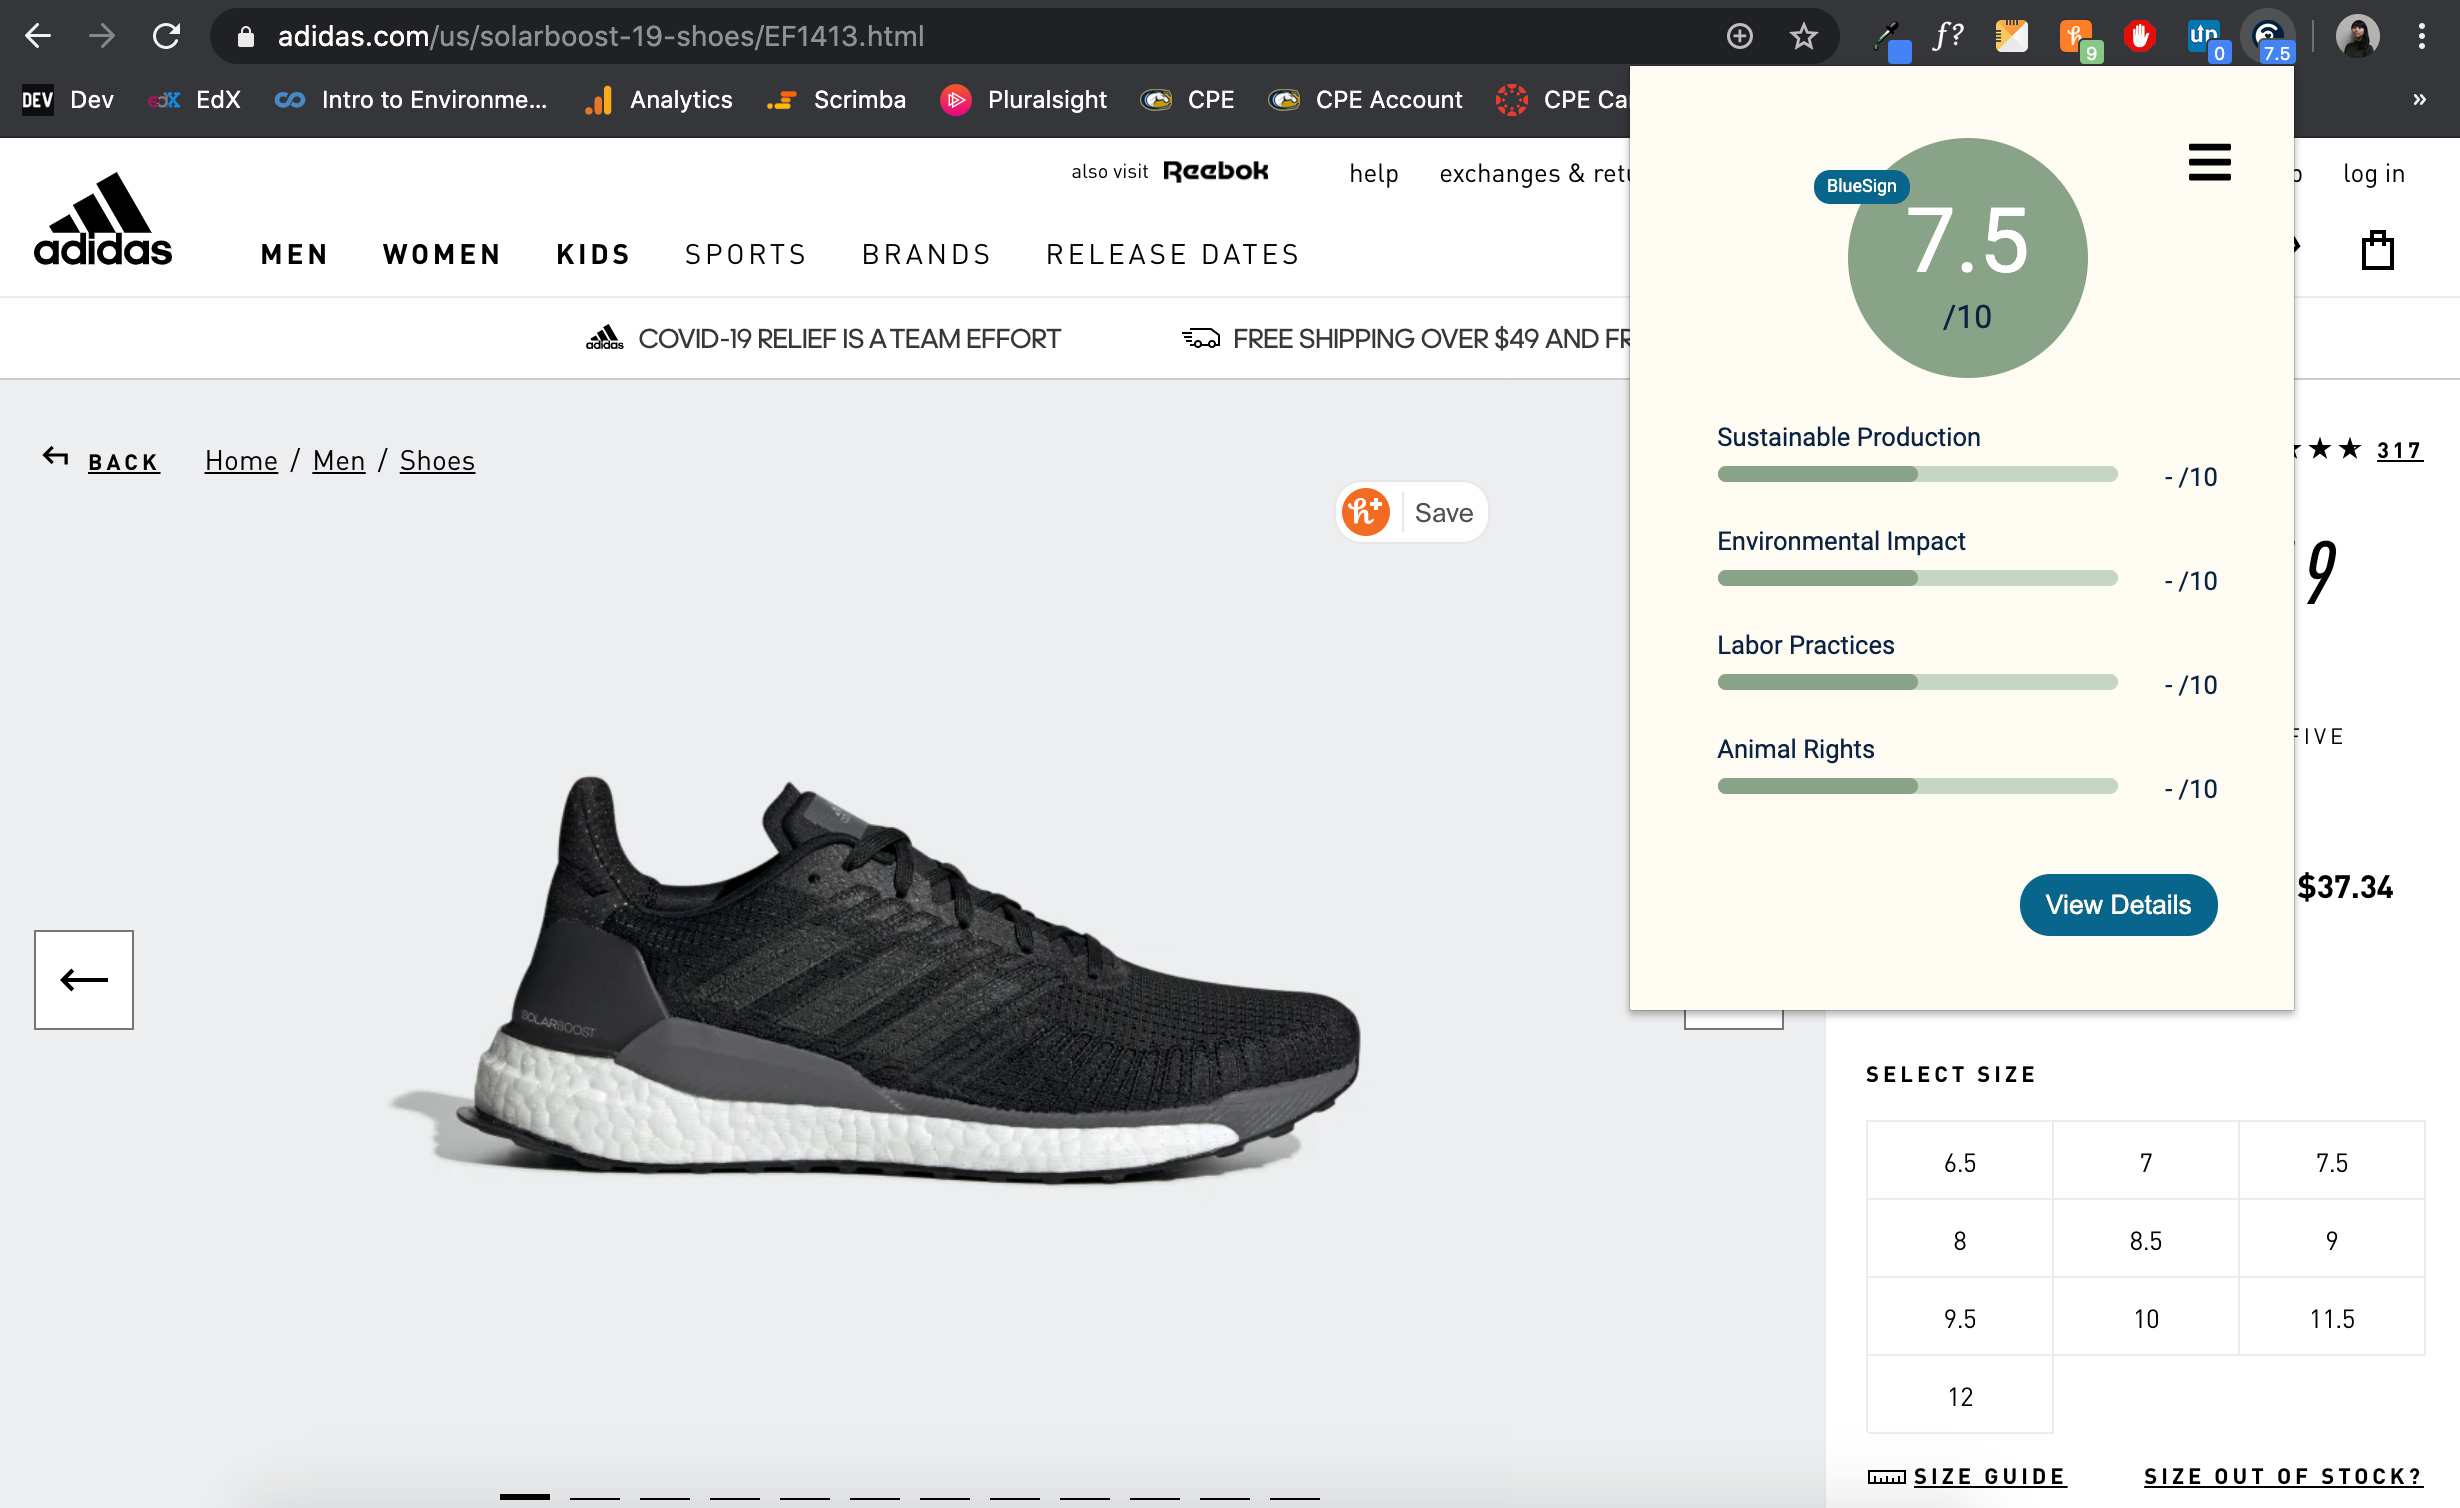 adidas.com/us/solarboost-19-shoes/EF1413.html
f?
9
up
0
7.5
DEV Dev
edX EdX
Intro to Environme...
Analytics
Scrimba
Pluralsight
CPE
CPE Account
CPE Ca
»
also visit Reebok
help
exchanges & retu
log in
adidas
MEN
WOMEN
KIDS
SPORTS
BRANDS
RELEASE DATES
adidas
COVID-19 RELIEF IS A TEAM EFFORT
FREE SHIPPING OVER $49 AND FR
BACK
Home / Men / Shoes
Save
SOLARBOOST
BlueSign
7.5
/10
Sustainable Production
- /10
Environmental Impact
- /10
Labor Practices
- /10
Animal Rights
- /10
View Details
317
9
FIVE
$37.34
SELECT SIZE
6.5 7 7.5
8 8.5 9
9.5 10 11.5
12
SIZE GUIDE
SIZE OUT OF STOCK?